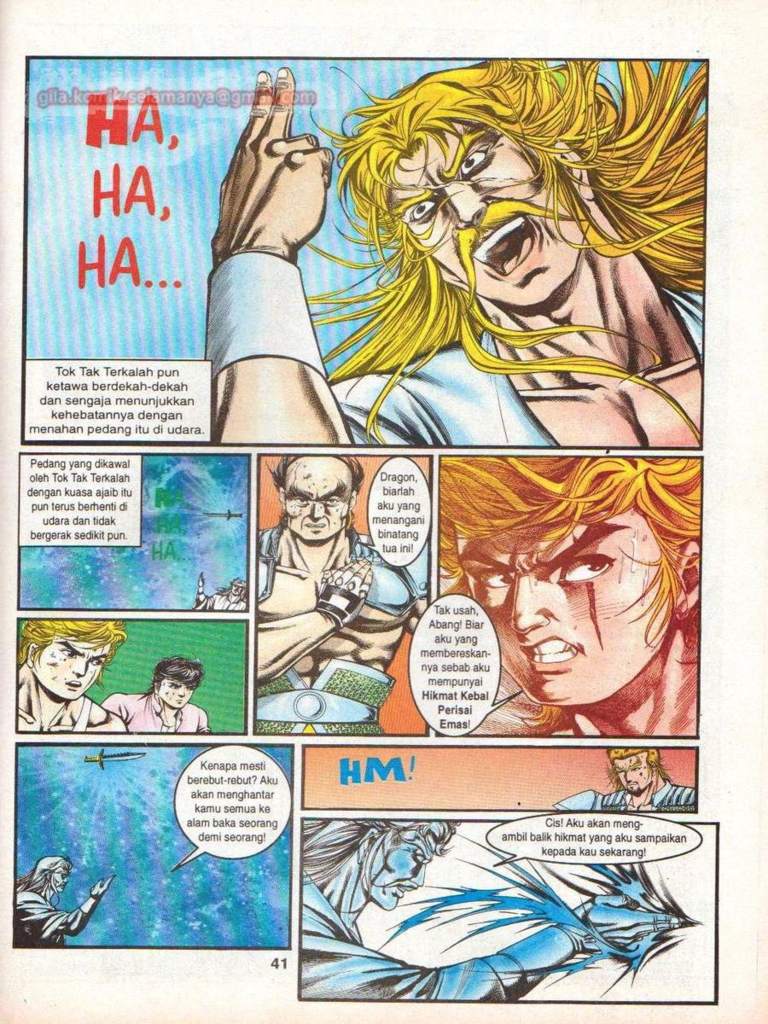 gila.komik.selamanya@gmail.com
HA,
HA,
HA...
Tok Tak Terkalah pun
ketawa berdekah-dekah
dan sengaja menunjukkan
kehebatannya dengan
menahan pedang itu di udara.
Pedang yang dikawal
oleh Tok Tak Terkalah
dengan kuasa ajaib itu
pun terus berhenti di
udara dan tidak
bergerak sedikit pun.
HA
HA,
HA...
Dragon,
biarlah
aku yang
menangani
binatang
tua ini!
Tak usah,
Abang! Biar
aku yang
membereskan-
nya sebab aku
mempunyai
Hikmat Kebal
Perisai
Emas!
Kenapa mesti
berebut-rebut? Aku
akan menghantar
kamu semua ke
alam baka seorang
demi seorang!
HM!
Cis! Aku akan meng-
ambil balik hikmat yang aku sampaikan
kepada kau sekarang!
41